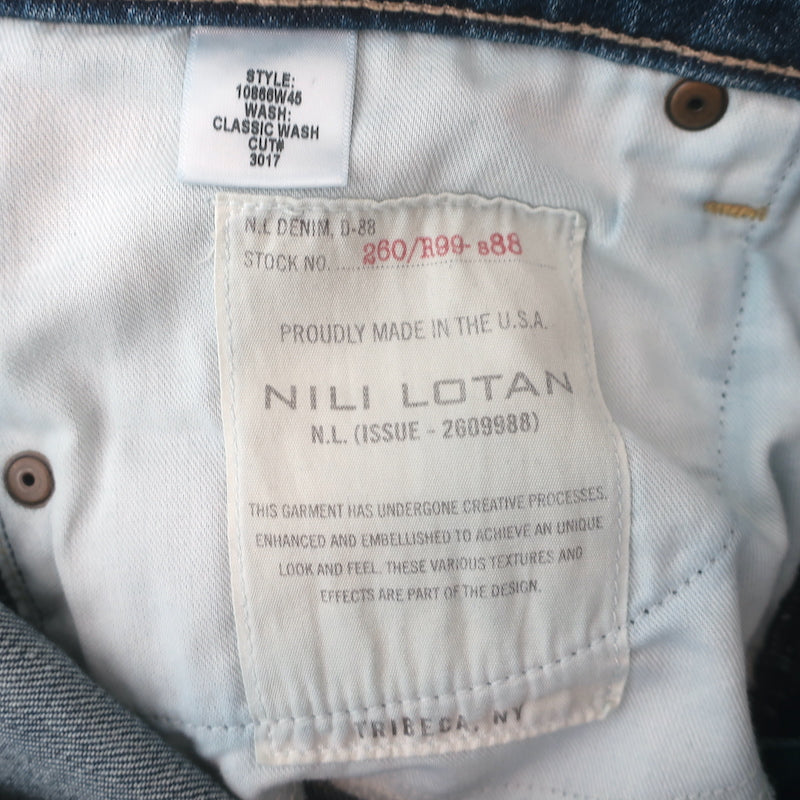 STYLE:
10866W45
WASH:
CLASSIC WASH
CUT#
3017
N.L DENIM, D-88
STOCK NO. 260/R99-s88
PROUDLY MADE IN THE U.S.A.
NILI LOTAN
N.L. (ISSUE - 2609988)
THIS GARMENT HAS UNDERGONE CREATIVE PROCESSES.
ENHANCED AND EMBELLISHED TO ACHIEVE AN UNIQUE
LOOK AND FEEL. THESE VARIOUS TEXTURES AND
EFFECTS ARE PART OF THE DESIGN.
TRIBECA, NY